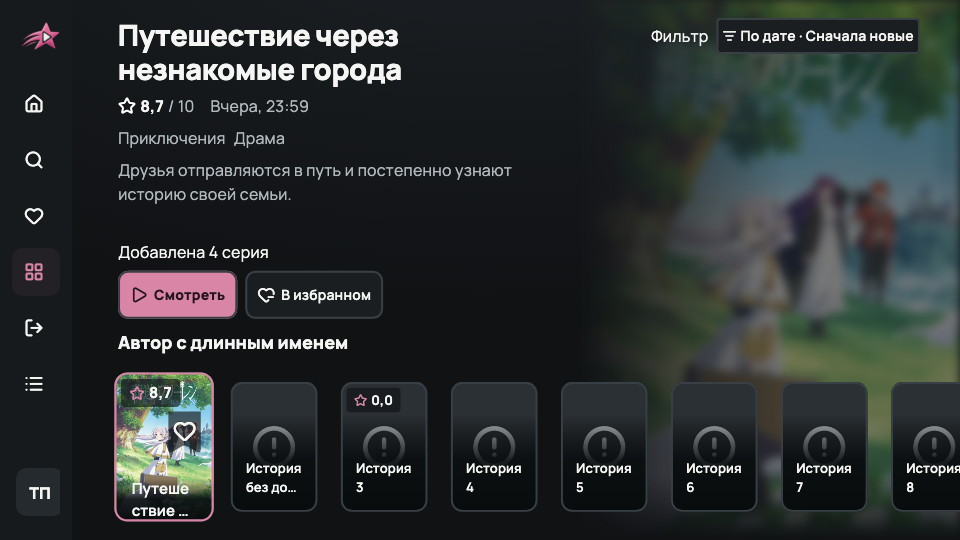 Путешествие через
незнакомые города
Фильтр
По дате · Сначала новые
8,7 / 10 Вчера, 23:59
Приключения Драма
Друзья отправляются в путь и постепенно узнают
историю своей семьи.
Добавлена 4 серия
Смотреть
В избранном
Автор с длинным именем
8,7
Путеше
ствие ...
История
без до...
0,0
История
3
История
4
История
5
История
6
История
7
История
8
ТП